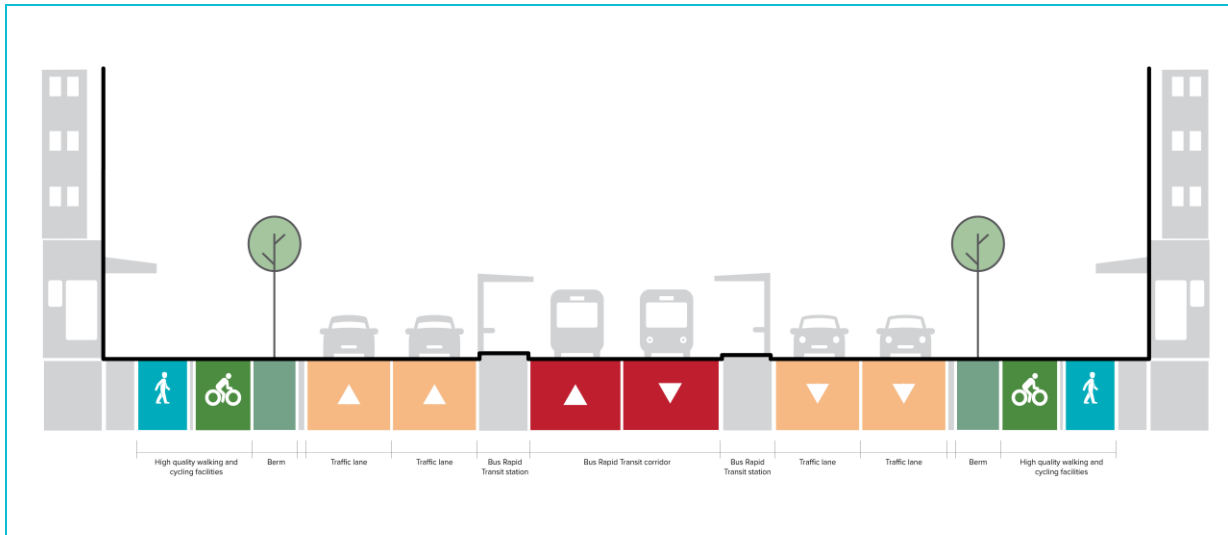 High quality walking and
cycling facilities
Berm
Traffic lane
Traffic lane
Bus Rapid
Transit station
Bus Rapid Transit corridor
Bus Rapid
Transit station
Traffic lane
Traffic lane
Berm
High quality walking and
cycling facilities